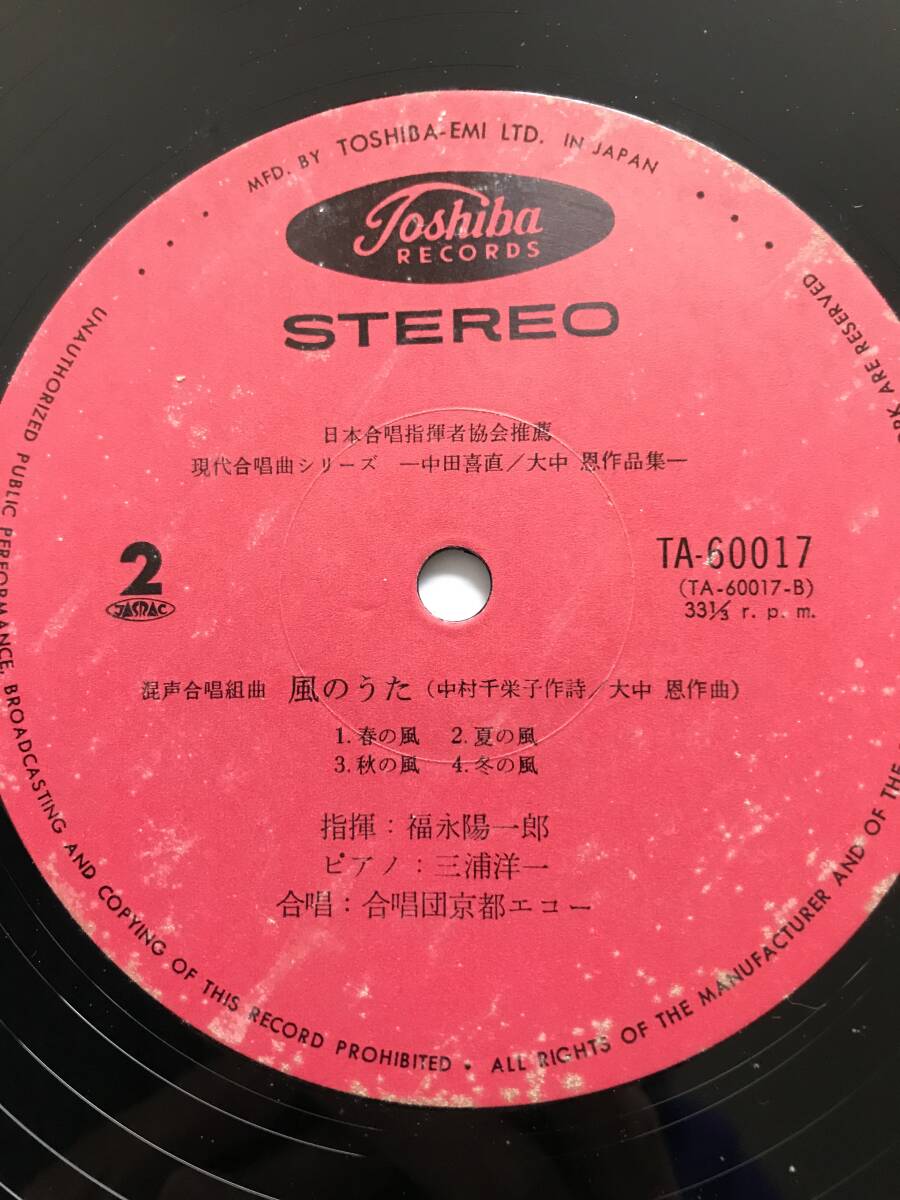 MFD. BY TOSHIBA-EMI LTD. IN JAPAN
Toshiba
RECORDS
STEREO
日本合唱指揮者協会推薦
現代合唱曲シリーズ ―中田喜直/大中 恩作品集―
2
JASRAC
TA-60017
(TA-60017-B)
33⅓ r. p. m.
混声合唱組曲 風のうた(中村千栄子作詩/大中 恩作曲)
1. 春の風 2. 夏の風
3. 秋の風 4. 冬の風
指揮：福永陽一郎
ピアノ：三浦洋一
合唱：合唱団京都エコー
UNAUTHORIZED PUBLIC PERFORMANCE, BROADCASTING AND COPYING OF THIS RECORD PROHIBITED • ALL RIGHTS OF THE MANUFACTURER AND OF THE
ARE RESERVED